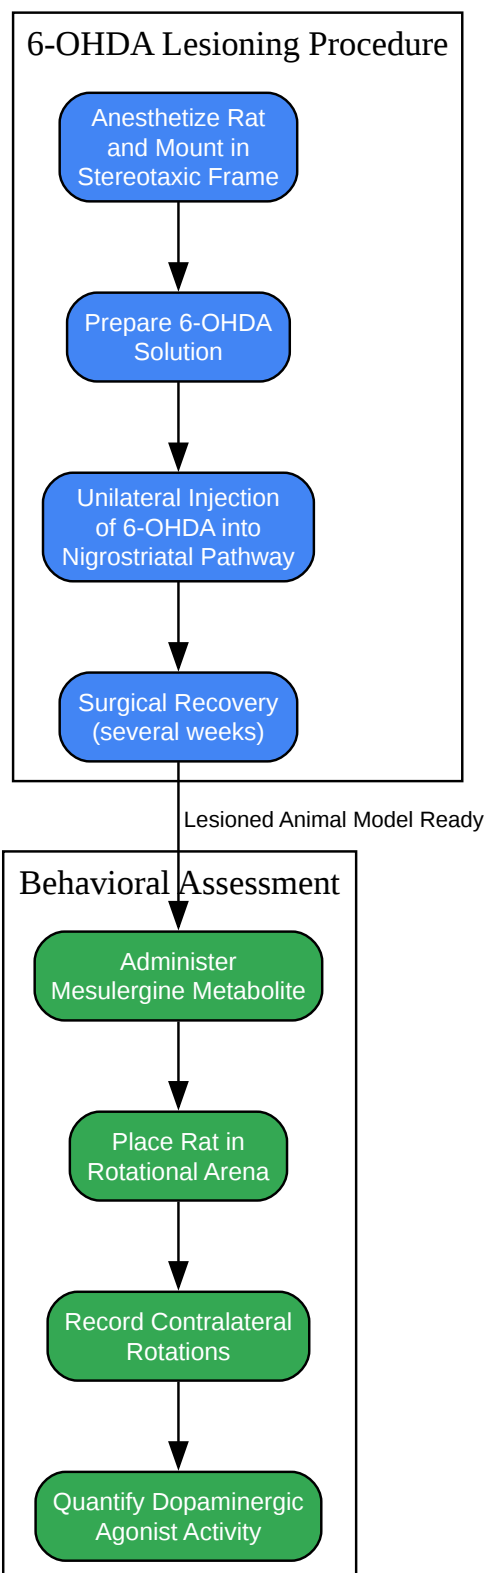 6-OHDA Lesioning Procedure
Anesthetize Rat
and Mount in
Stereotaxic Frame
Prepare 6-OHDA
Solution
Unilateral Injection
of 6-OHDA into
Nigrostriatal Pathway
Surgical Recovery
(several weeks)
Lesioned Animal Model Ready
Behavioral Assessment
Administer
Mesulergine Metabolite
Place Rat in
Rotational Arena
Record Contralateral
Rotations
Quantify Dopaminergic
Agonist Activity